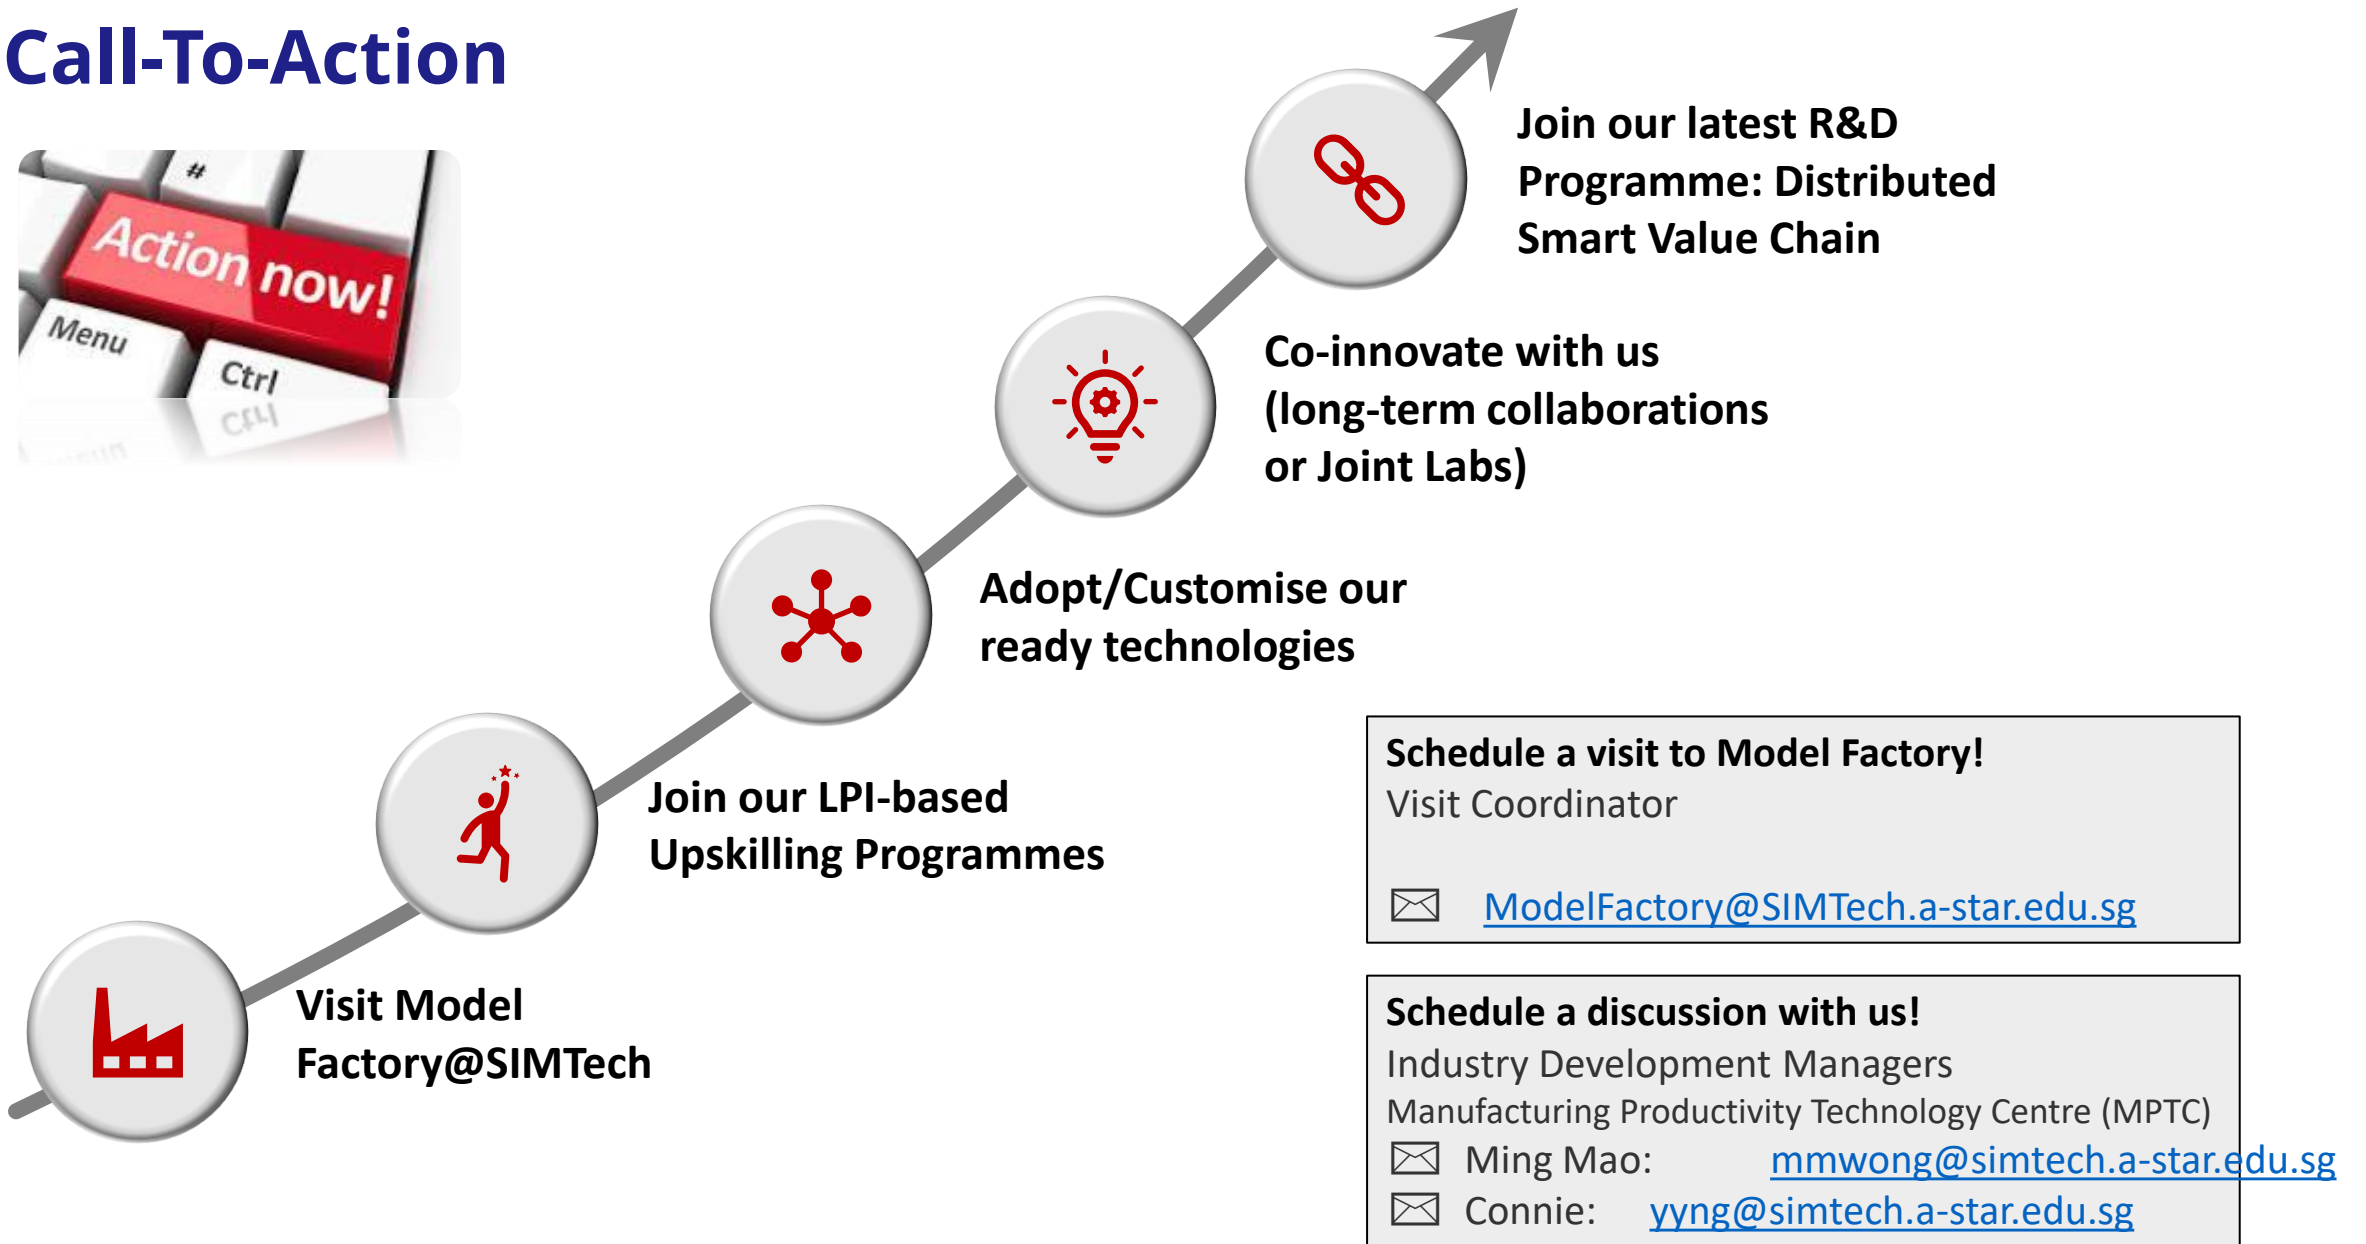 Call-To-Action
#
Action now!
Menu
Ctrl
Join our latest R&D
Programme: Distributed
Smart Value Chain
Co-innovate with us
(long-term collaborations
or Joint Labs)
Adopt/Customise our
ready technologies
Join our LPI-based
Upskilling Programmes
Visit Model
Factory@SIMTech
Schedule a visit to Model Factory!
Visit Coordinator
ModelFactory@SIMTech.a-star.edu.sg
Schedule a discussion with us!
Industry Development Managers
Manufacturing Productivity Technology Centre (MPTC)
Ming Mao: mmwong@simtech.a-star.edu.sg
Connie: yyng@simtech.a-star.edu.sg